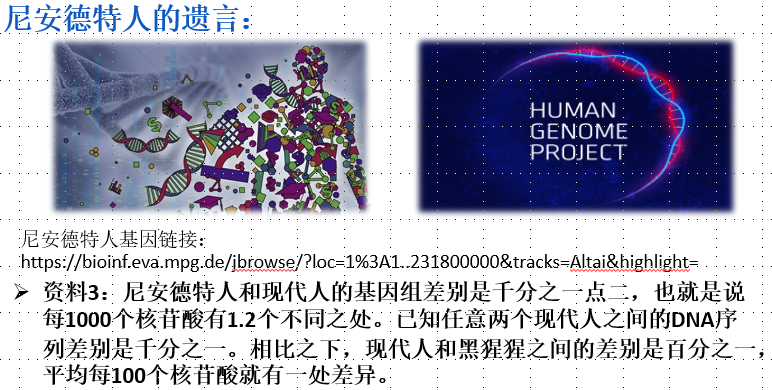 尼安德特人的遗言：
HUMAN
GENOME
PROJECT
尼安德特人基因链接：
https://bioinf.eva.mpg.de/jbrowse/?loc=1%3A1..231800000&tracks=Altai&highlight=
➢ 资料3：尼安德特人和现代人的基因组差别是千分之一点二，也就是说
每1000个核苷酸有1.2个不同之处。已知任意两个现代人之间的DNA序
列差别是千分之一。相比之下，现代人和黑猩猩之间的差别是百分之一，
平均每100个核苷酸就有一处差异。